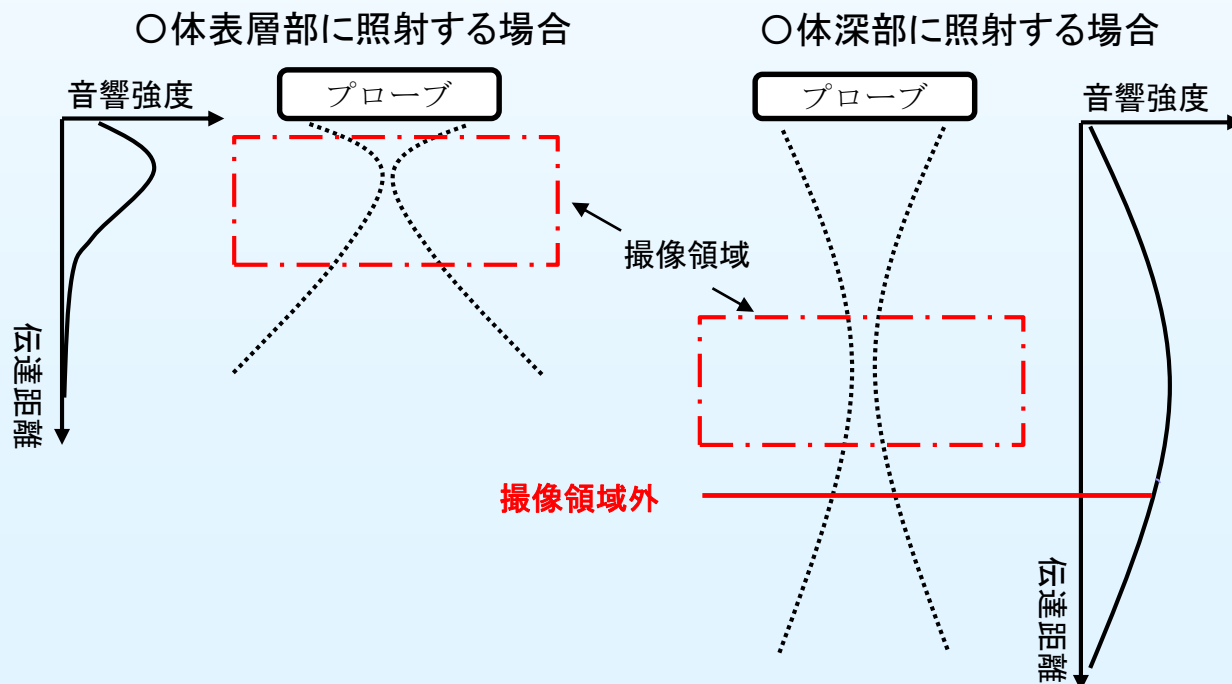 〇体表層部に照射する場合
〇体深部に照射する場合
音響強度
プローブ
プローブ
音響強度
撮像領域
伝達距離
撮像領域外
伝達距離